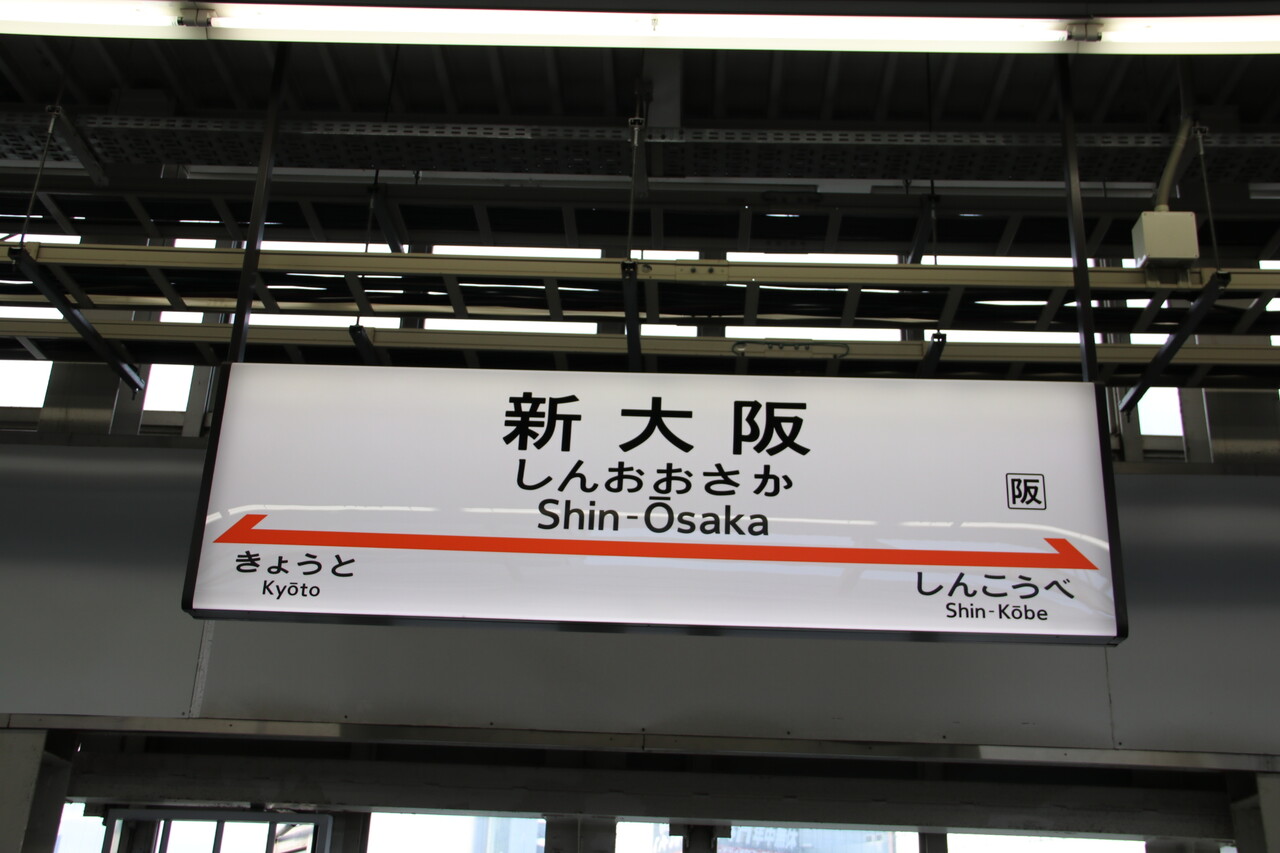 新大阪
しんおおさか
Shin-Ōsaka
阪
きょうと
Kyōto
しんこうべ
Shin-Kōbe